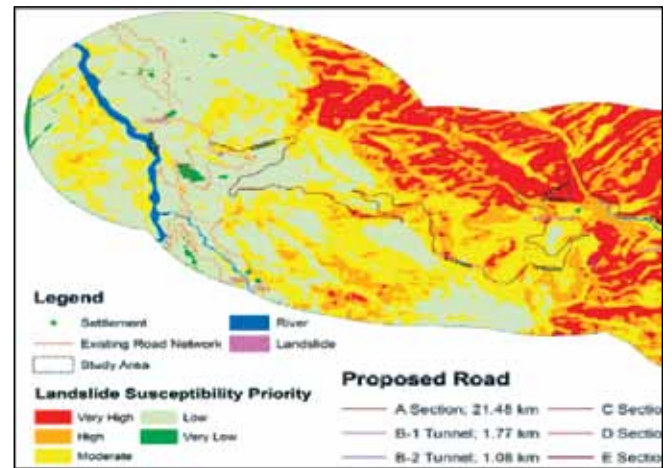 Legend
Settlement
Existing Road Network
Study Area
River
Landslide
Landslide Susceptibility Priority
Very High
High
Moderate
Low
Very Low
Proposed Road
A Section; 21.48 km
B-1 Tunnel; 1.77 km
B-2 Tunnel; 1.08 km
C Sectio
D Sectio
E Sectio